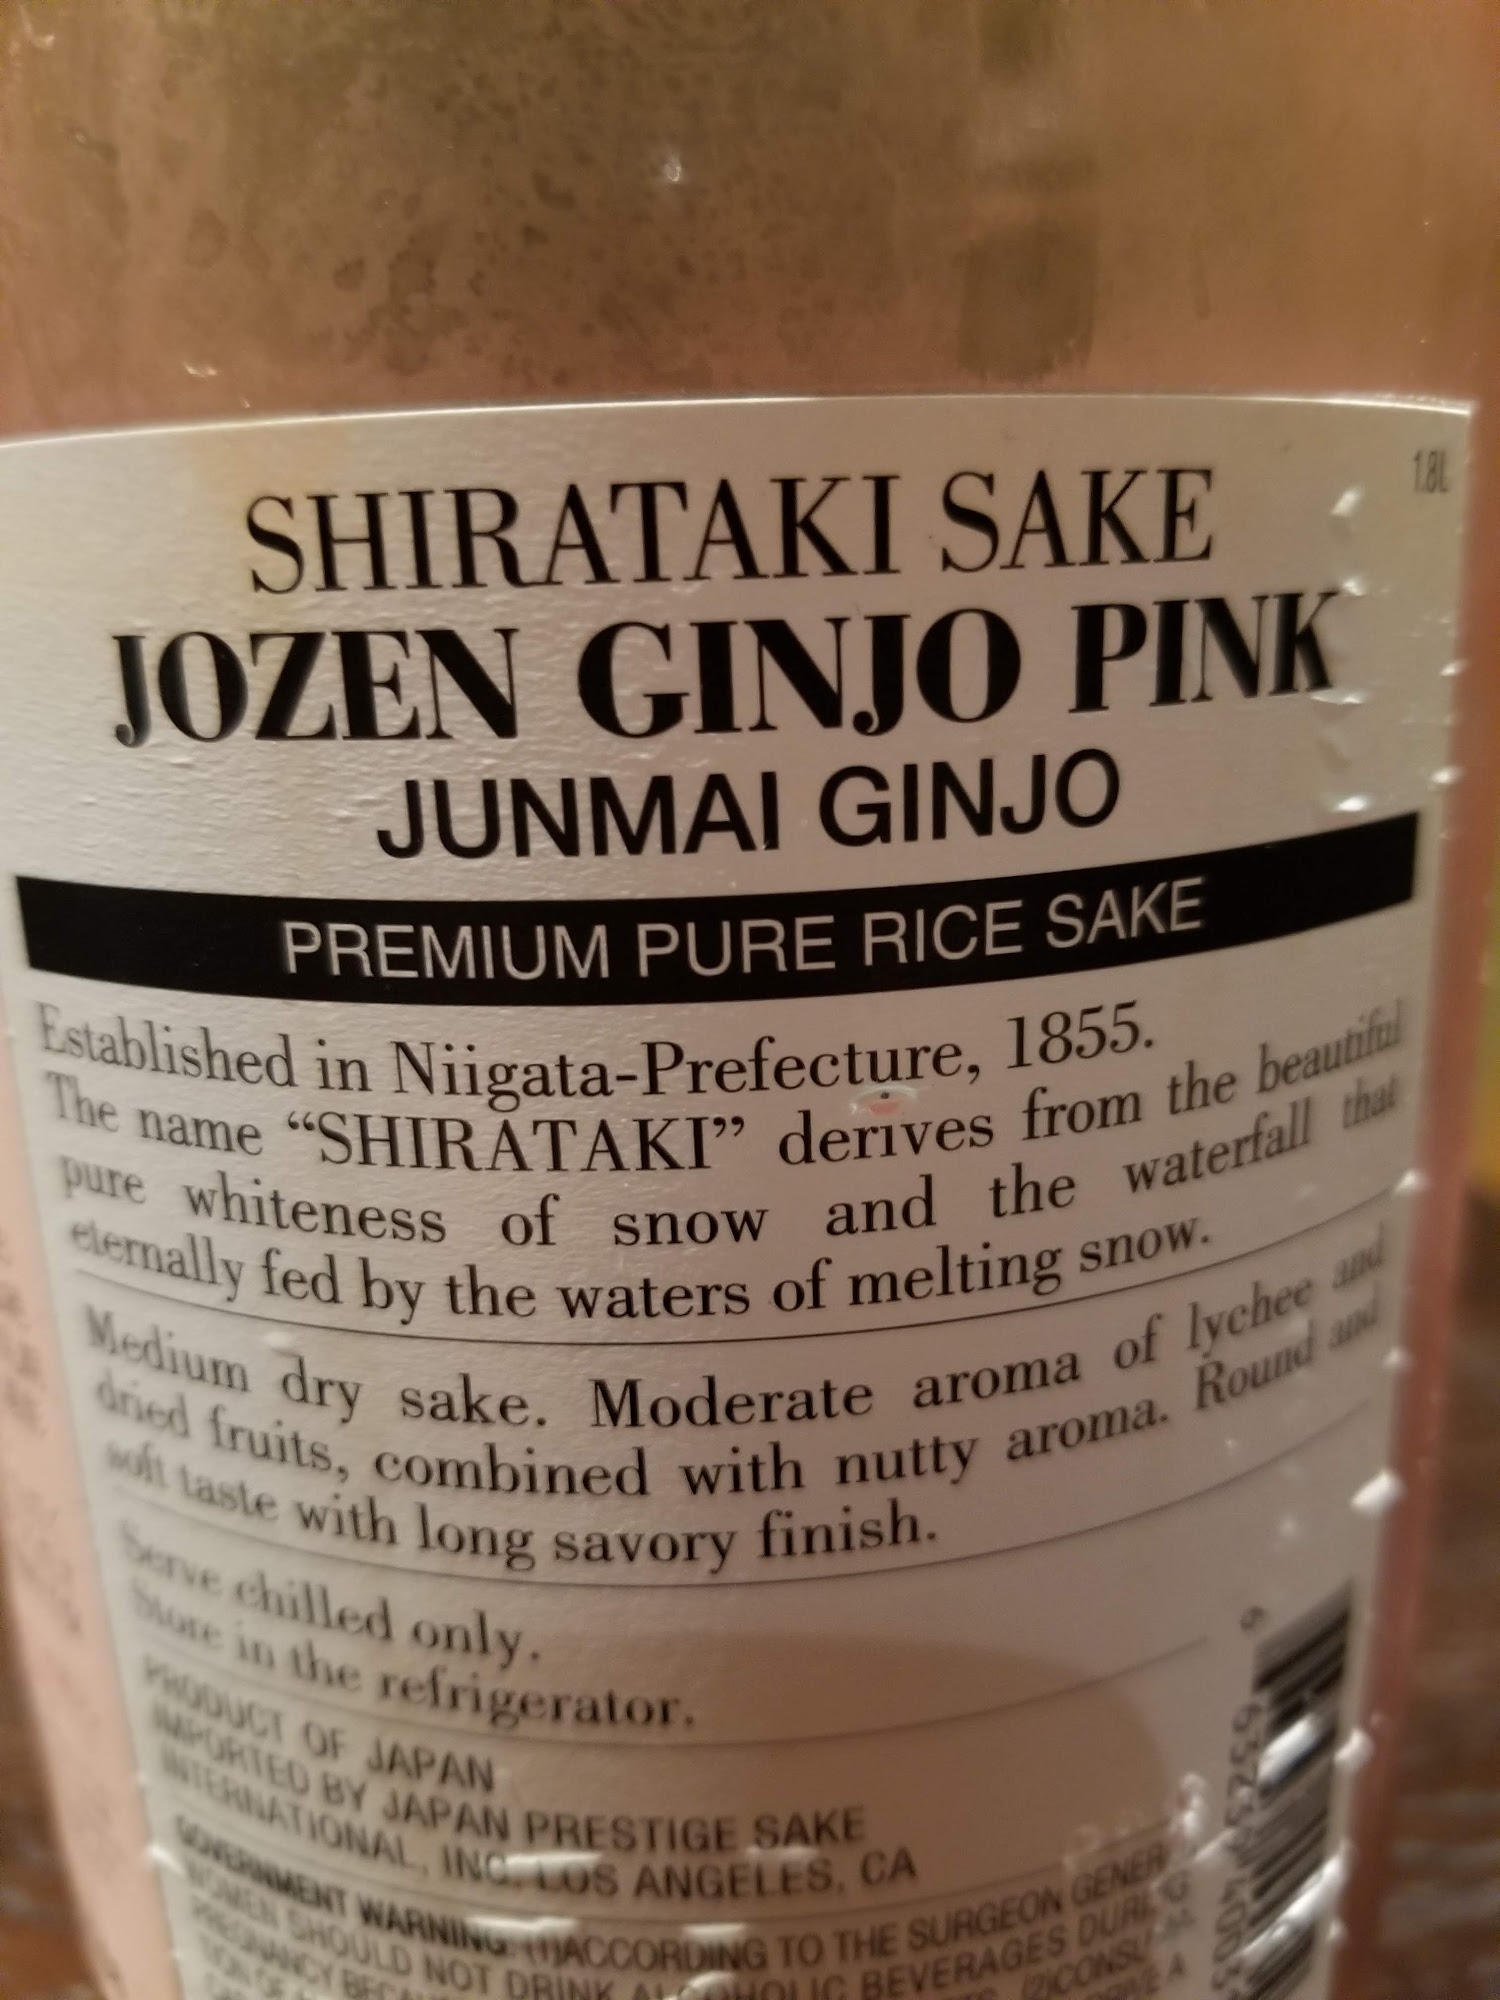 1.8L
SHIRATAKI SAKE
JOZEN GINJO PINK
JUNMAI GINJO
PREMIUM PURE RICE SAKE
Established in Niigata-Prefecture, 1855.
The name “SHIRATAKI” derives from the beautiful
pure whiteness of snow and the waterfall that
eternally fed by the waters of melting snow.
Medium dry sake. Moderate aroma of lychee and
dried fruits, combined with nutty aroma. Round and
soft taste with long savory finish.
Serve chilled only.
Store in the refrigerator.
PRODUCT OF JAPAN
IMPORTED BY JAPAN PRESTIGE SAKE
INTERNATIONAL, INC. LOS ANGELES, CA
GOVERNMENT WARNING: (1)ACCORDING TO THE SURGEON GENER
WOMEN SHOULD NOT DRINK ALCOHOLIC BEVERAGES
PREGNANCY